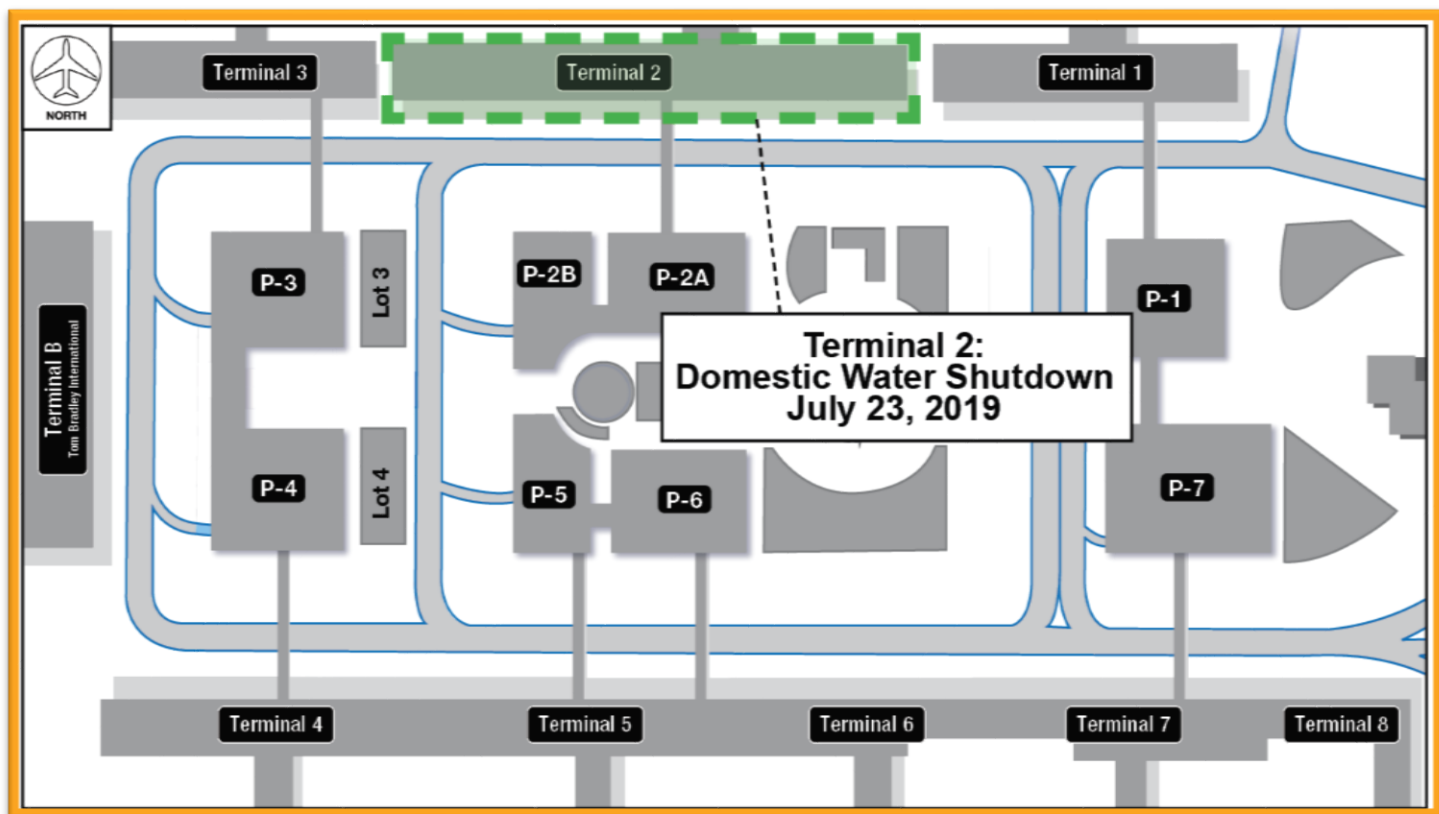 NORTH
Terminal 3
Terminal 2
Terminal 1
P-3
Lot 3
P-2B
P-2A
P-1
Terminal B
Tom Bradley International
Terminal 2:
Domestic Water Shutdown
July 23, 2019
P-4
Lot 4
P-5
P-6
P-7
Terminal 4
Terminal 5
Terminal 6
Terminal 7
Terminal 8